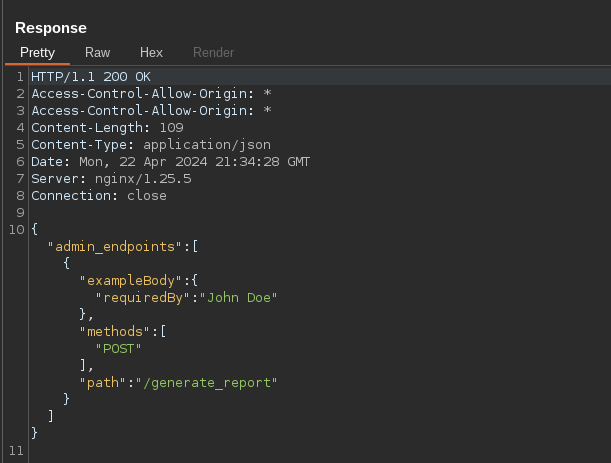 Response
Pretty Raw Hex Render
1 HTTP/1.1 200 OK
2 Access-Control-Allow-Origin: *
3 Access-Control-Allow-Origin: *
4 Content-Length: 109
5 Content-Type: application/json
6 Date: Mon, 22 Apr 2024 21:34:28 GMT
7 Server: nginx/1.25.5
8 Connection: close
9
10 {
"admin_endpoints":[
{
"exampleBody":{
"requiredBy":"John Doe"
},
"methods":[
"POST"
],
"path":"/generate_report"
}
]
}
11